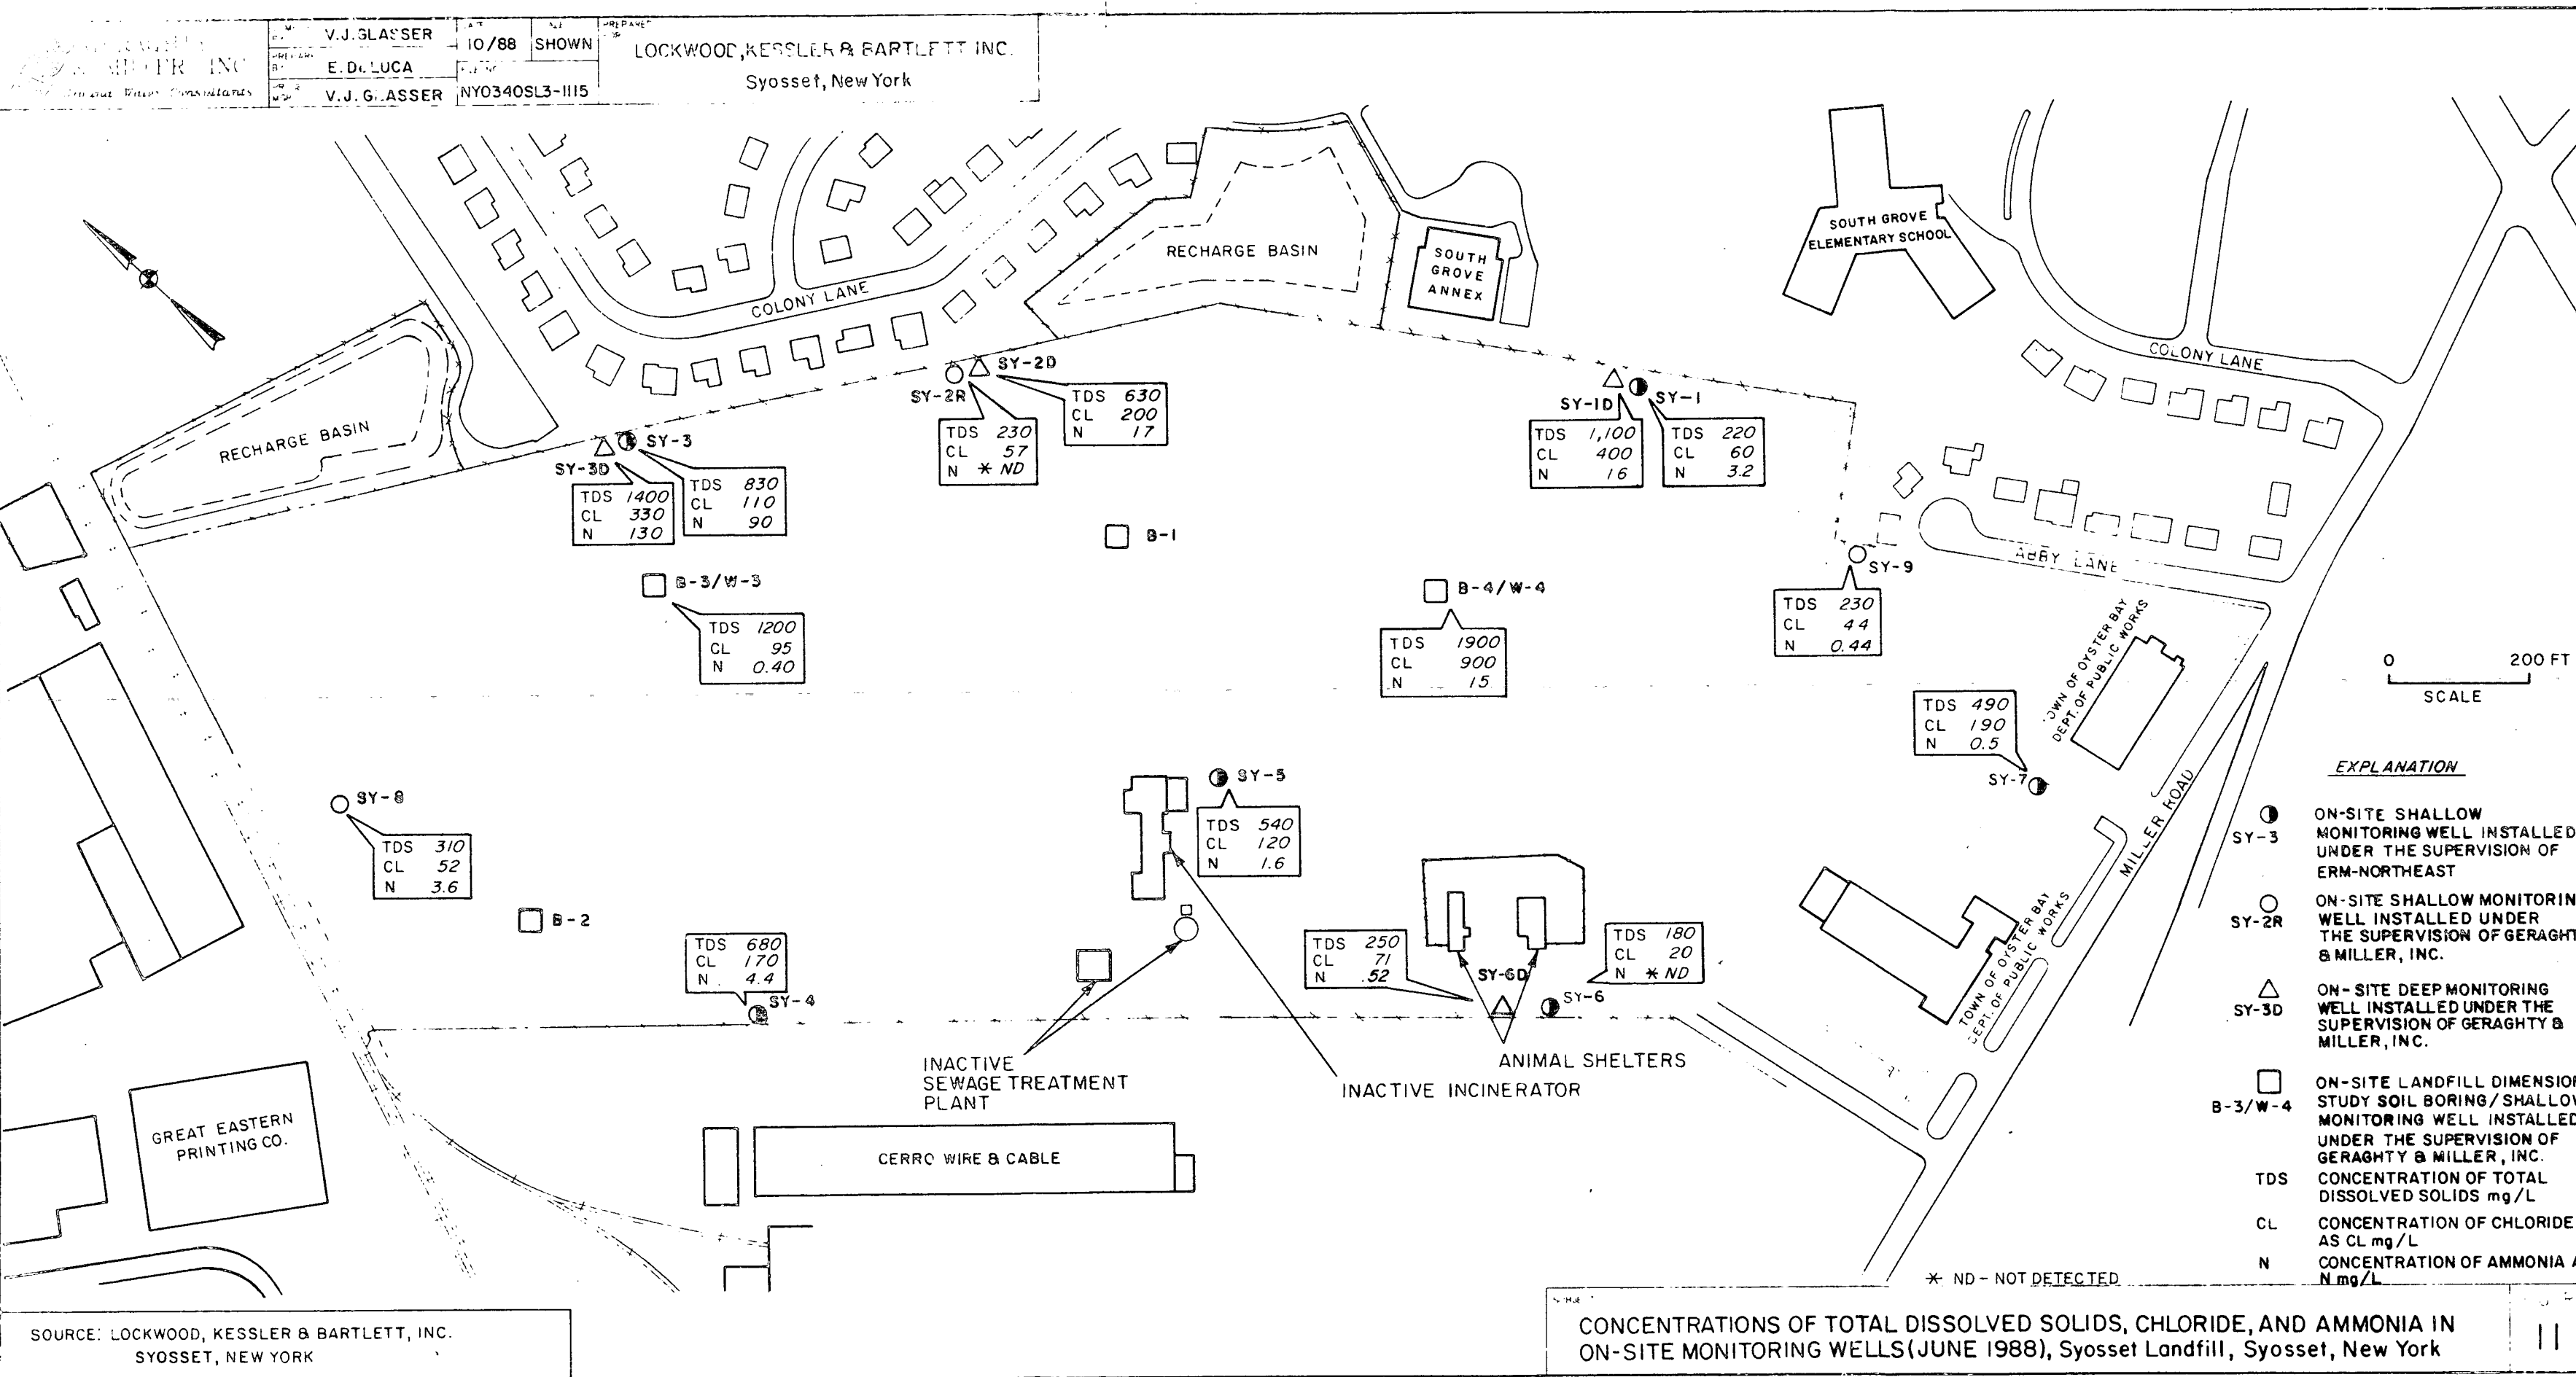 V.J.GLASSER
10/88
SHOWN
E. DeLUCA
V.J. GLASSER
NY0340SL3-1115
LOCKWOOD, KESSLER & BARTLETT INC.
Syosset, New York
& MILLER, INC
SOUTH GROVE
ELEMENTARY SCHOOL
RECHARGE BASIN
SOUTH
GROVE
ANNEX
COLONY LANE
COLONY LANE
RECHARGE BASIN
SY-2D
SY-2R
TDS 630
CL 200
N 17
TDS 230
CL 57
N * ND
SY-3
SY-3D
TDS 1400
CL 330
N 130
TDS 830
CL 110
N 90
SY-1D
SY-1
TDS 1,100
CL 400
N 16
TDS 220
CL 60
N 3.2
B-1
B-3/W-3
TDS 1200
CL 95
N 0.40
B-4/W-4
TDS 1900
CL 900
N 15
SY-9
TDS 230
CL 44
N 0.44
ABBY LANE
OWN OF OYSTER BAY
DEPT. OF PUBLIC WORKS
0 200 FT
SCALE
TDS 490
CL 190
N 0.5
SY-7
MILLER ROAD
SY-8
TDS 310
CL 52
N 3.6
SY-5
TDS 540
CL 120
N 1.6
B-2
TDS 680
CL 170
N 4.4
SY-4
TDS 250
CL 71
N .52
SY-6D
TDS 180
CL 20
N * ND
SY-6
TOWN OF OYSTER BAY
DEPT. OF PUBLIC WORKS
INACTIVE
SEWAGE TREATMENT
PLANT
INACTIVE INCINERATOR
ANIMAL SHELTERS
GREAT EASTERN
PRINTING CO.
CERRO WIRE & CABLE
EXPLANATION
SY-3
ON-SITE SHALLOW
MONITORING WELL INSTALLED
UNDER THE SUPERVISION OF
ERM-NORTHEAST
SY-2R
ON-SITE SHALLOW MONITORIN
WELL INSTALLED UNDER
THE SUPERVISION OF GERAGHT
& MILLER, INC.
SY-3D
ON-SITE DEEP MONITORING
WELL INSTALLED UNDER THE
SUPERVISION OF GERAGHTY &
MILLER, INC.
B-3/W-4
ON-SITE LANDFILL DIMENSION
STUDY SOIL BORING/SHALLOW
MONITORING WELL INSTALLED
UNDER THE SUPERVISION OF
GERAGHTY & MILLER, INC.
TDS CONCENTRATION OF TOTAL
DISSOLVED SOLIDS mg/L
CL CONCENTRATION OF CHLORIDE
AS CL mg/L
N CONCENTRATION OF AMMONIA A
N mg/L
* ND - NOT DETECTED
SOURCE: LOCKWOOD, KESSLER & BARTLETT, INC.
SYOSSET, NEW YORK
CONCENTRATIONS OF TOTAL DISSOLVED SOLIDS, CHLORIDE, AND AMMONIA IN
ON-SITE MONITORING WELLS (JUNE 1988), Syosset Landfill, Syosset, New York
11